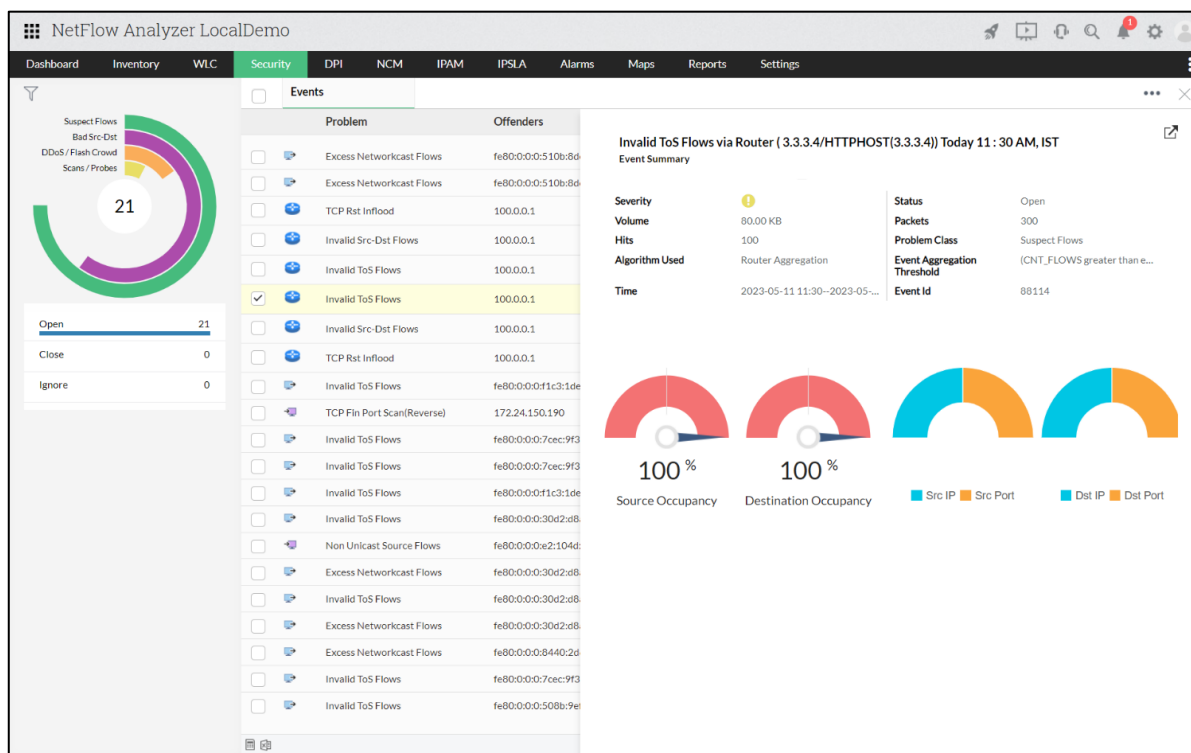 NetFlow Analyzer LocalDemo
1
Dashboard Inventory WLC Security DPI NCM IPAM IPSLA Alarms Maps Reports Settings
Suspect Flows
Bad Src-Dst
DDoS / Flash Crowd
Scans / Probes
21
Open 21
Close 0
Ignore 0
Events
Problem Offenders
Excess Networkcast Flows fe80:0:0:0:510b:8d
Excess Networkcast Flows fe80:0:0:0:510b:8d
TCP Rst Inflood 100.0.0.1
Invalid Src-Dst Flows 100.0.0.1
Invalid ToS Flows 100.0.0.1
Invalid ToS Flows 100.0.0.1
Invalid Src-Dst Flows 100.0.0.1
TCP Rst Inflood 100.0.0.1
Invalid ToS Flows fe80:0:0:0:f1c3:1de
TCP Fin Port Scan(Reverse) 172.24.150.190
Invalid ToS Flows fe80:0:0:0:7cec:9f3
Invalid ToS Flows fe80:0:0:0:7cec:9f3
Invalid ToS Flows fe80:0:0:0:f1c3:1de
Invalid ToS Flows fe80:0:0:0:30d2:d8
Non Unicast Source Flows fe80:0:0:0:e2:104d:
Excess Networkcast Flows fe80:0:0:0:30d2:d8
Invalid ToS Flows fe80:0:0:0:30d2:d8
Excess Networkcast Flows fe80:0:0:0:30d2:d8
Excess Networkcast Flows fe80:0:0:0:8440:2d
Invalid ToS Flows fe80:0:0:0:7cec:9f3
Invalid ToS Flows fe80:0:0:0:508b:9ef
Invalid ToS Flows via Router ( 3.3.3.4/HTTPHOST(3.3.3.4)) Today 11 : 30 AM, IST
Event Summary
Severity
Volume 80.00 KB
Hits 100
Algorithm Used Router Aggregation
Time 2023-05-11 11:30--2023-05-...
Status Open
Packets 300
Problem Class Suspect Flows
Event Aggregation Threshold (CNT_FLOWS greater than e...
Event Id 88114
100 %
Source Occupancy
100 %
Destination Occupancy
Src IP Src Port
Dst IP Dst Port